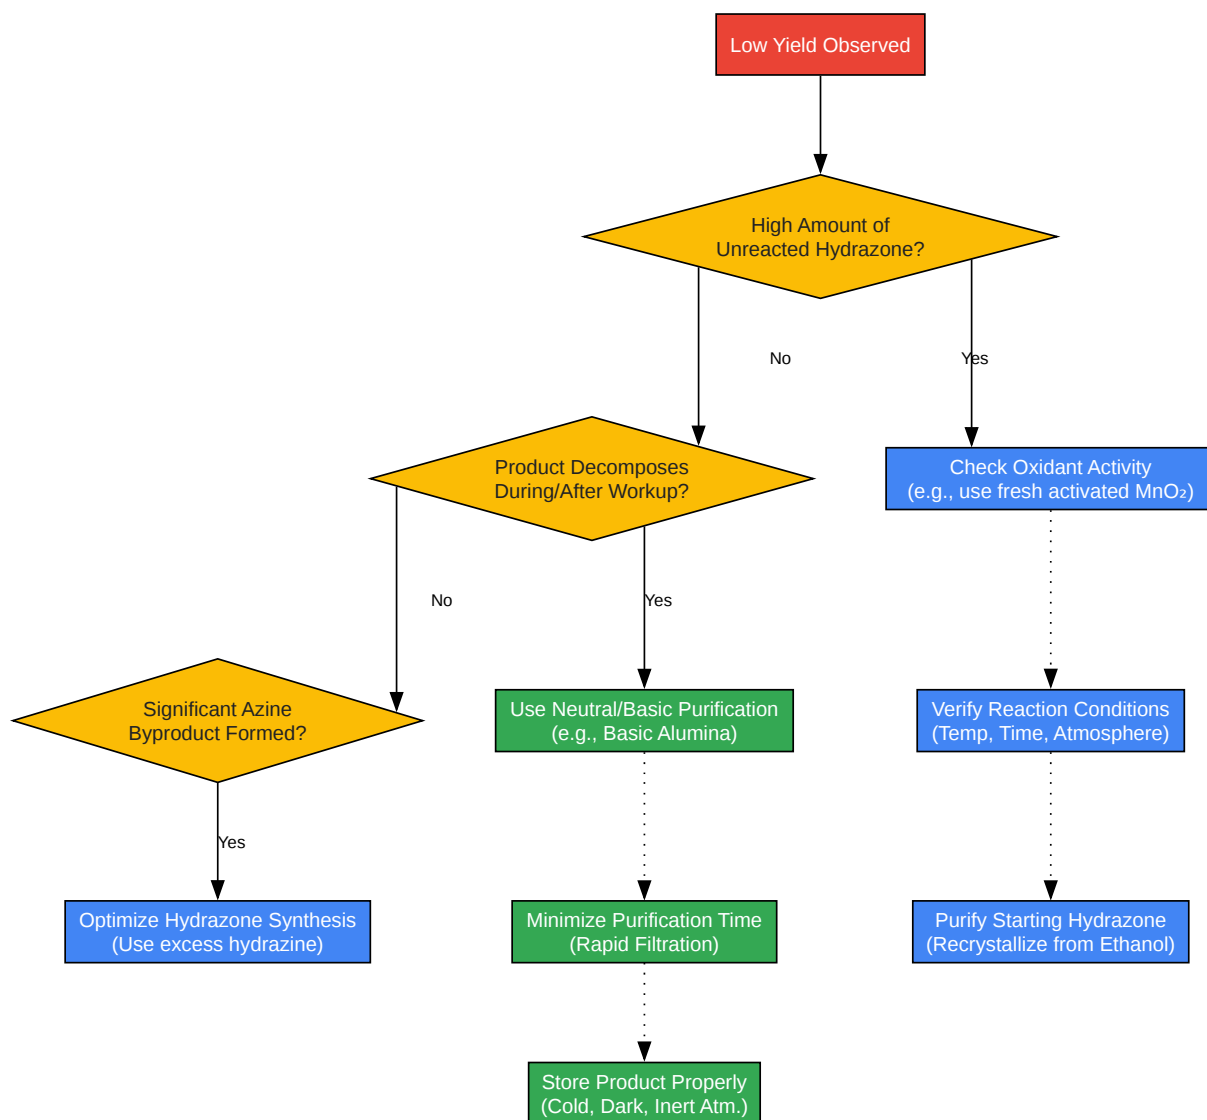 Low Yield Observed
High Amount of
Unreacted Hydrazone?
No
Yes
Product Decomposes
During/After Workup?
Check Oxidant Activity
(e.g., use fresh activated MnO₂)
No
Yes
Significant Azine
Byproduct Formed?
Use Neutral/Basic Purification
(e.g., Basic Alumina)
Verify Reaction Conditions
(Temp, Time, Atmosphere)
Yes
Optimize Hydrazone Synthesis
(Use excess hydrazine)
Minimize Purification Time
(Rapid Filtration)
Purify Starting Hydrazone
(Recrystallize from Ethanol)
Store Product Properly
(Cold, Dark, Inert Atm.)